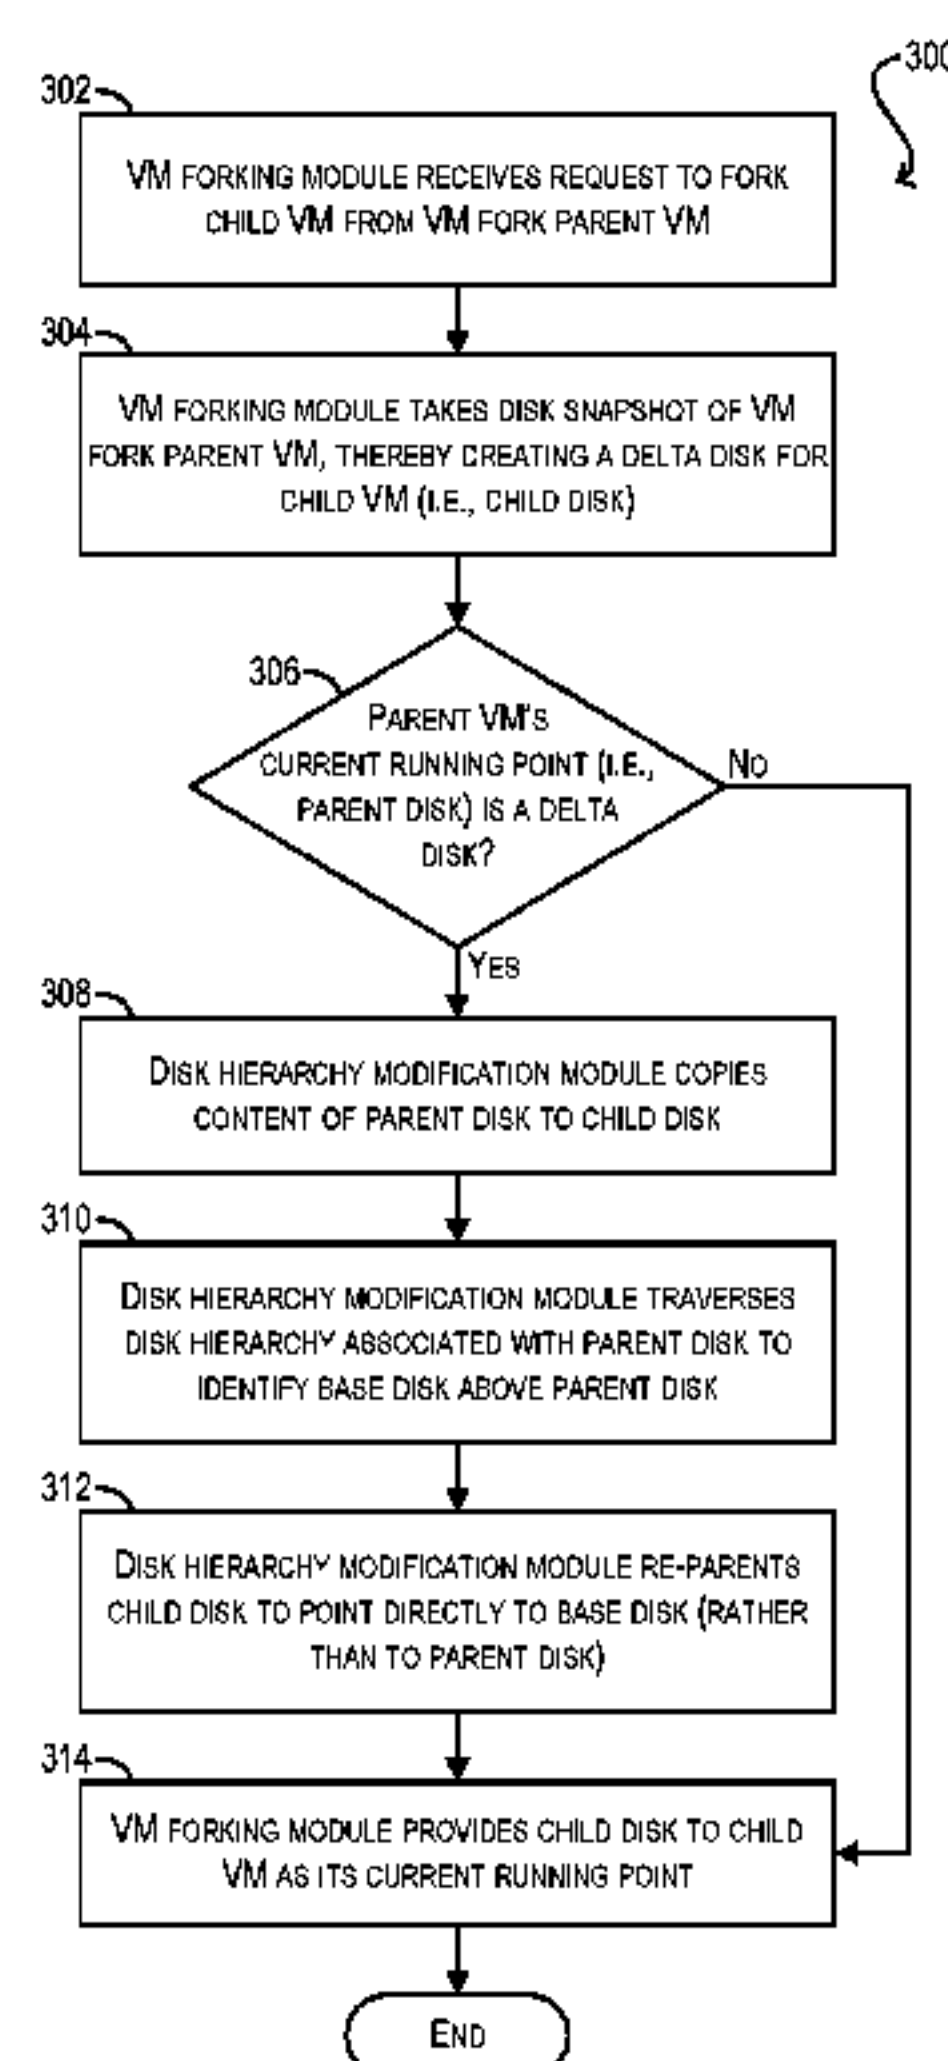 300
302
VM FORKING MODULE RECEIVES REQUEST TO FORK
CHILD VM FROM VM FORK PARENT VM
304
VM FORKING MODULE TAKES DISK SNAPSHOT OF VM
FORK PARENT VM, THEREBY CREATING A DELTA DISK FOR
CHILD VM (I.E., CHILD DISK)
306
PARENT VM'S
CURRENT RUNNING POINT (I.E.,
PARENT DISK) IS A DELTA
DISK?
NO
YES
308
DISK HIERARCHY MODIFICATION MODULE COPIES
CONTENT OF PARENT DISK TO CHILD DISK
310
DISK HIERARCHY MODIFICATION MODULE TRAVERSES
DISK HIERARCHY ASSOCIATED WITH PARENT DISK TO
IDENTIFY BASE DISK ABOVE PARENT DISK
312
DISK HIERARCHY MODIFICATION MODULE RE-PARENTS
CHILD DISK TO POINT DIRECTLY TO BASE DISK (RATHER
THAN TO PARENT DISK)
314
VM FORKING MODULE PROVIDES CHILD DISK TO CHILD
VM AS ITS CURRENT RUNNING POINT
END